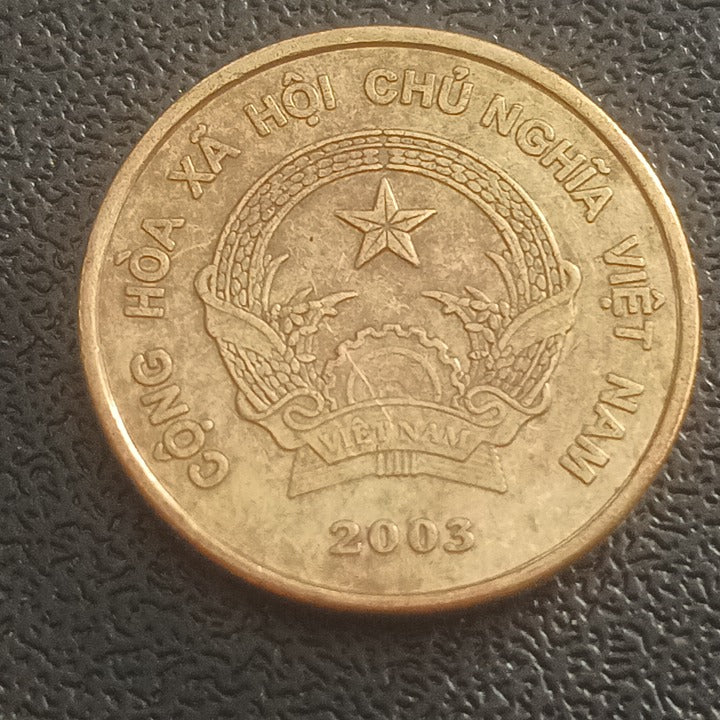 CỘNG HÒA XÃ HỘI CHỦ NGHĨA VIỆT NAM
VIỆT NAM
2003